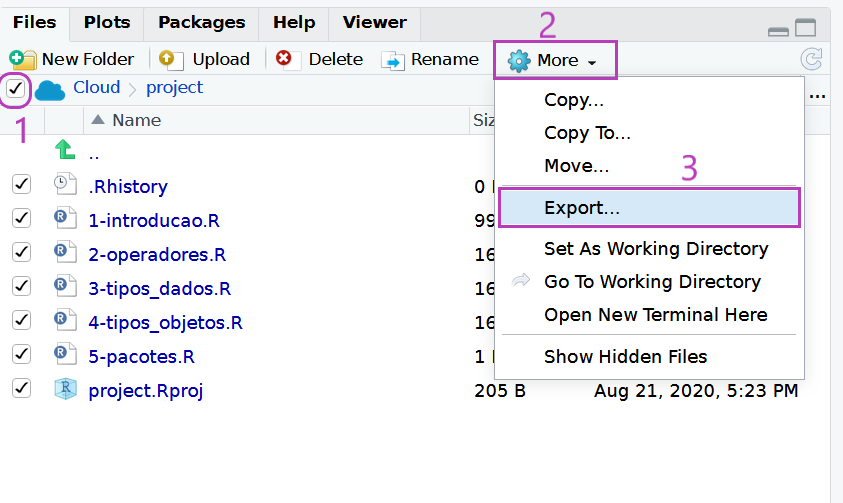 Files Plots Packages Help Viewer 2
New Folder Upload Delete Rename More
Cloud project ...
1 Name Siz
..
.Rhistory 0
1-introducao.R 99
2-operadores.R 16
3-tipos_dados.R 16
4-tipos_objetos.R 16
5-pacotes.R 1
project.Rproj 205 B Aug 21, 2020, 5:23 PM
Copy...
Copy To...
Move...
3
Export...
Set As Working Directory
Go To Working Directory
Open New Terminal Here
Show Hidden Files